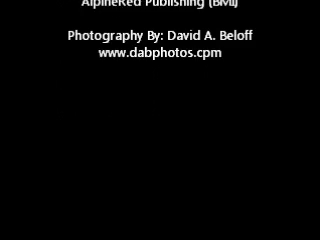 AlpineRed Publishing (BMI)
Photography By: David A. Beloff
www.dabphotos.cpm